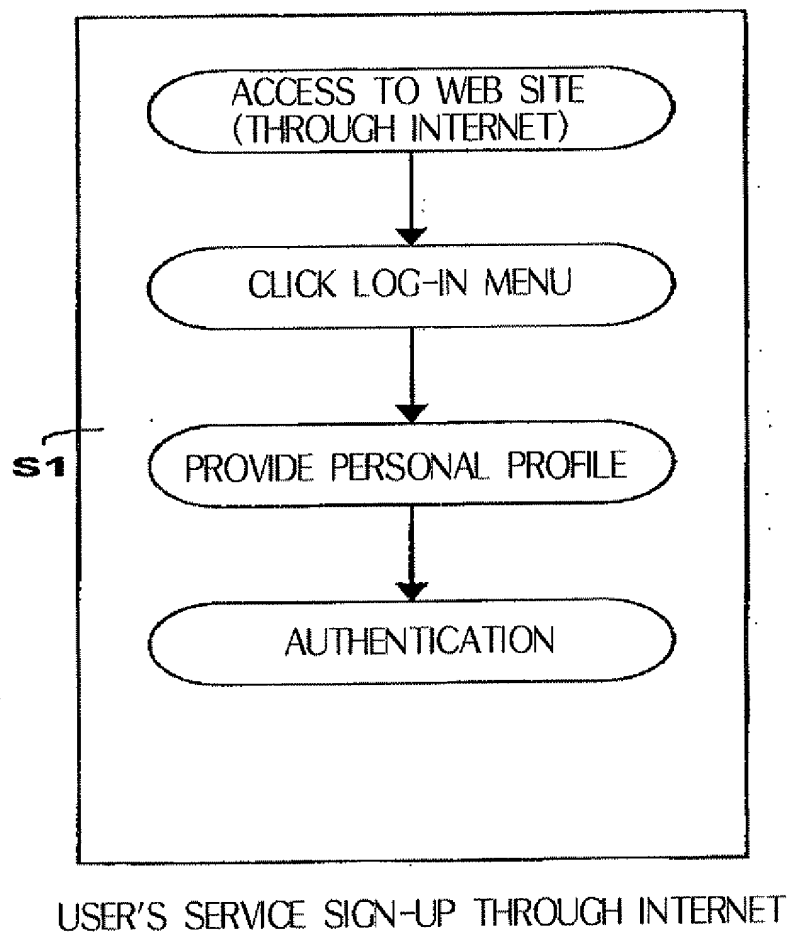 ACCESS TO WEB SITE
(THROUGH INTERNET)
CLICK LOG-IN MENU
S1
PROVIDE PERSONAL PROFILE
AUTHENTICATION
USER'S SERVICE SIGN-UP THROUGH INTERNET